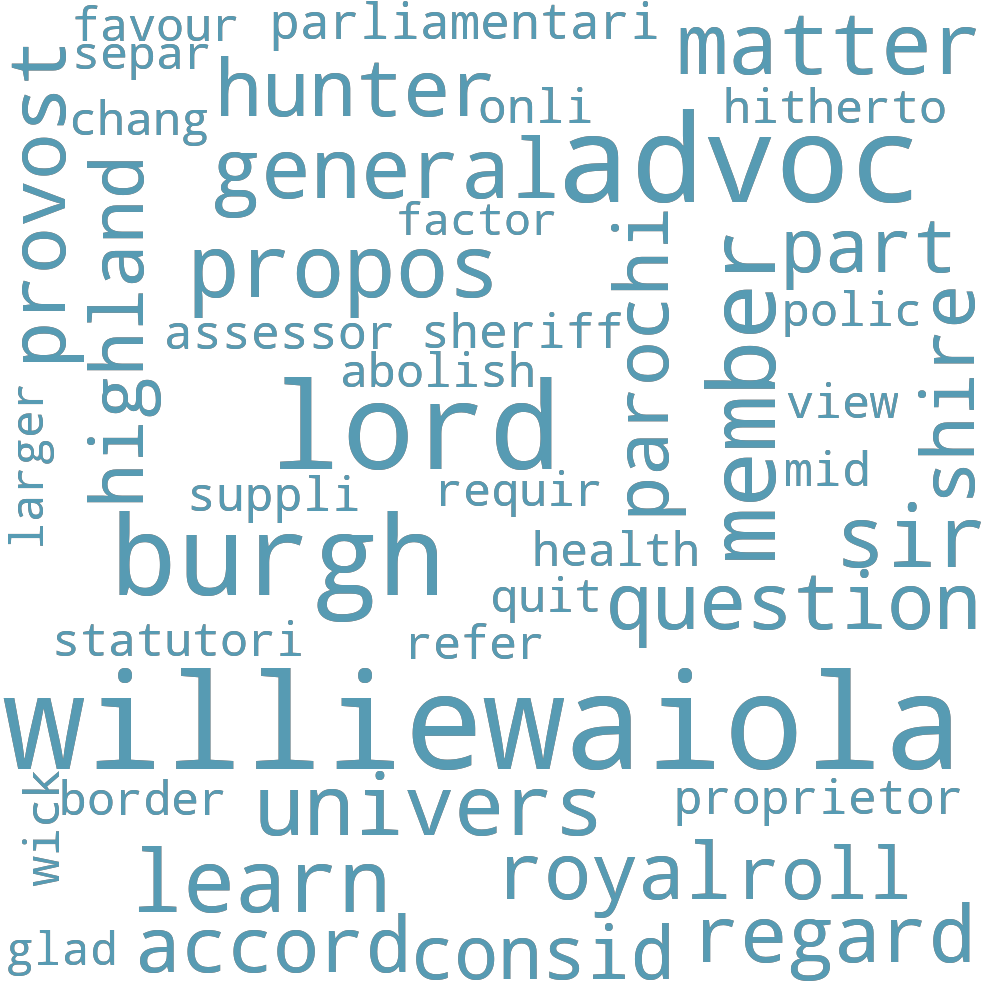 favour
parliamentari
matter
separ
provost
hunter
onli
hitherto
chang
general
advoc
highland
factor
parochi
member
part
propos
polic
shire
assessor
sheriff
abolish
larger
lord
view
mid
suppli
requir
sir
burgh
health
quit
question
statutori
refer
williewaiola
wick
border
univers
proprietor
learn
royal
roll
glad
accord
consid
regard